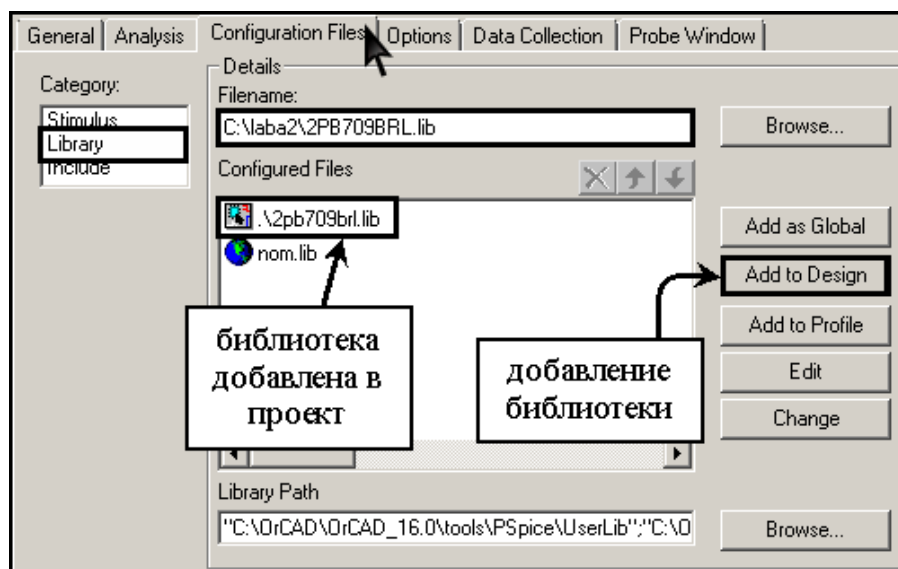 General
Analysis
Configuration Files
Options
Data Collection
Probe Window
Category:
Stimulus
Library
Include
Details
Filename:
C:\laba2\2PB709BRL.lib
Browse...
Configured Files
.\2pb709brl.lib
nom.lib
Add as Global
Add to Design
Add to Profile
Edit
Change
библиотека
добавлена в
проект
добавление
библиотеки
Library Path
"C:\OrCAD\OrCAD_16.0\tools\PSpice\UserLib";"C:\O
Browse...